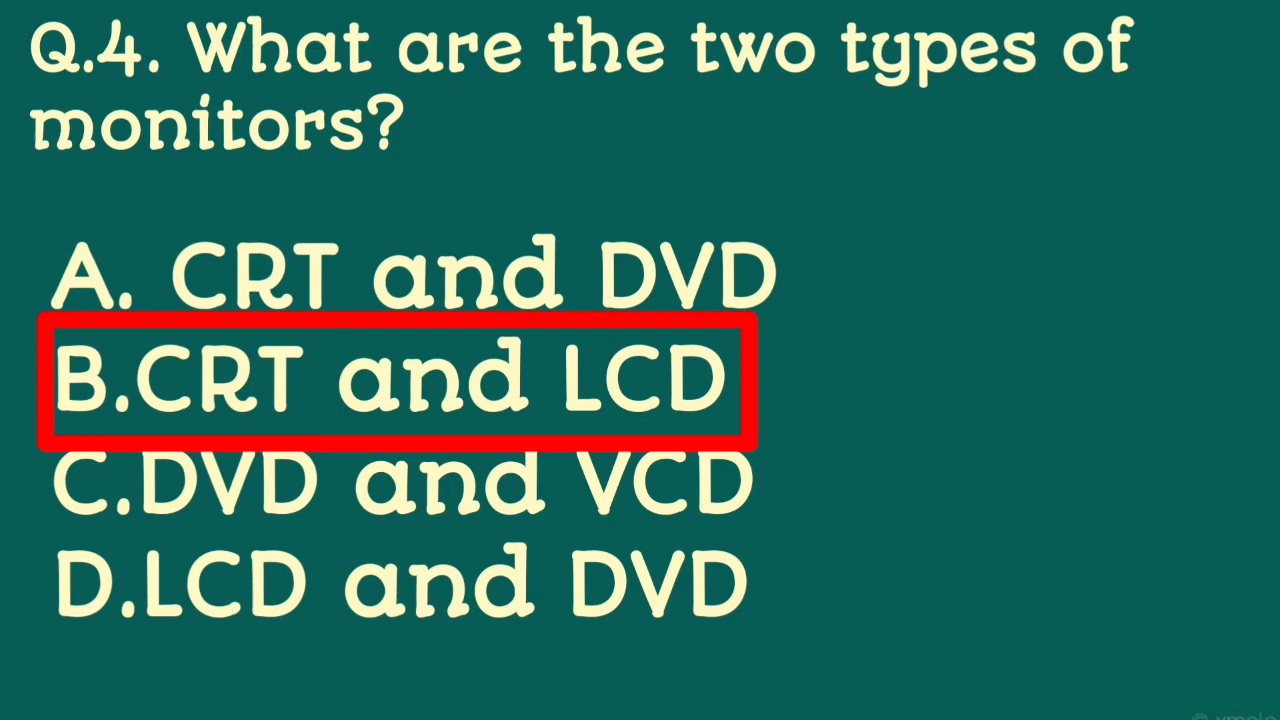 Q.4. What are the two types of
monitors?
A. CRT and DVD
B.CRT and LCD
C.DVD and VCD
D.LCD and DVD